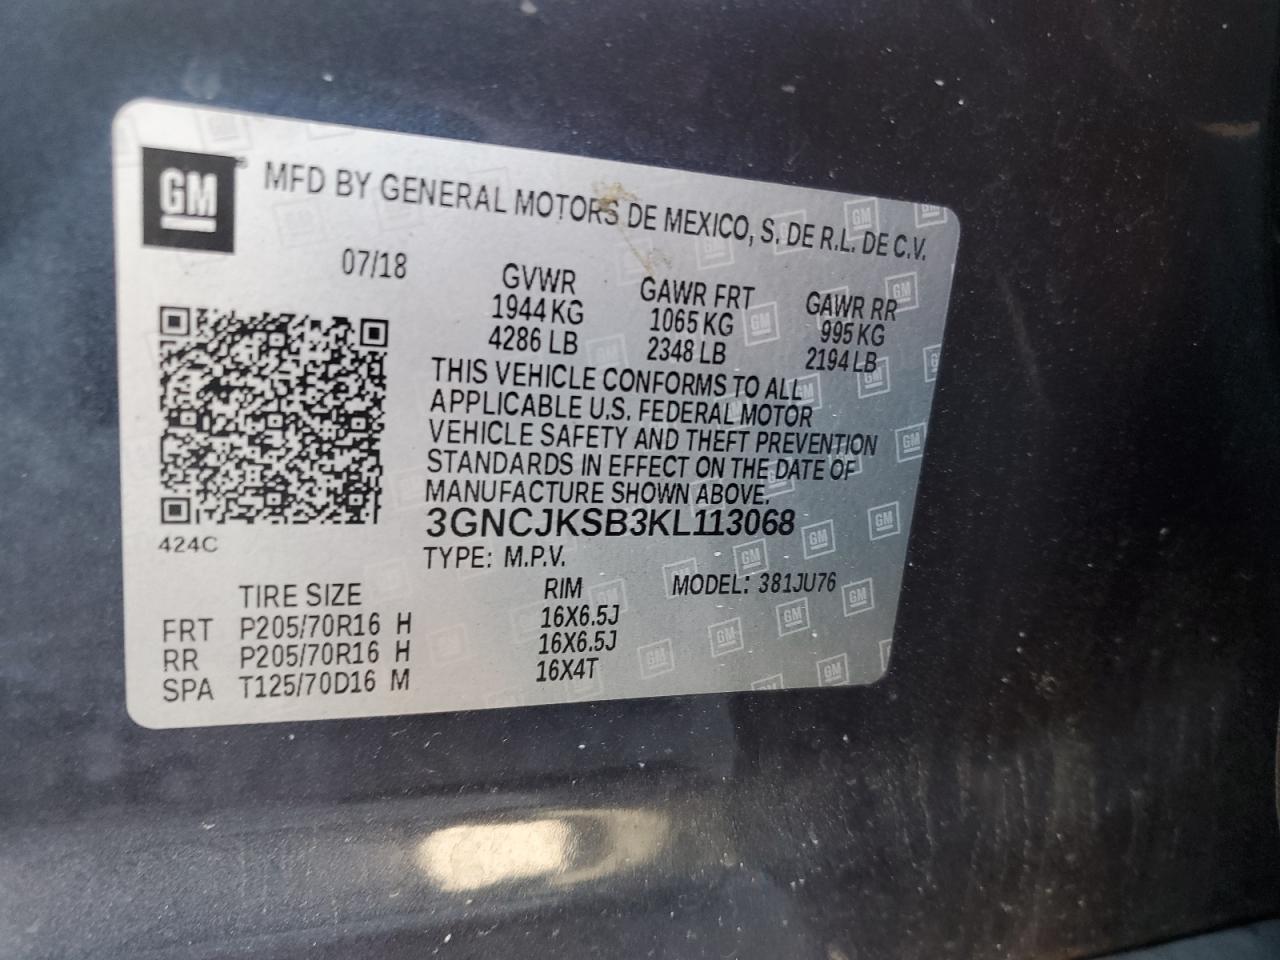 GM
MFD BY GENERAL MOTORS DE MEXICO, S. DE R.L. DE C.V.
07/18
GVWR GAWR FRT GAWR RR
1944 KG 1065 KG 995 KG
4286 LB 2348 LB 2194 LB
THIS VEHICLE CONFORMS TO ALL
APPLICABLE U.S. FEDERAL MOTOR
VEHICLE SAFETY AND THEFT PREVENTION
STANDARDS IN EFFECT ON THE DATE OF
MANUFACTURE SHOWN ABOVE.
3GNCJKSB3KL113068
424C
TYPE: M.P.V.
TIRE SIZE RIM MODEL: 381JU76
FRT P205/70R16 H 16X6.5J
RR P205/70R16 H 16X6.5J
SPA T125/70D16 M 16X4T